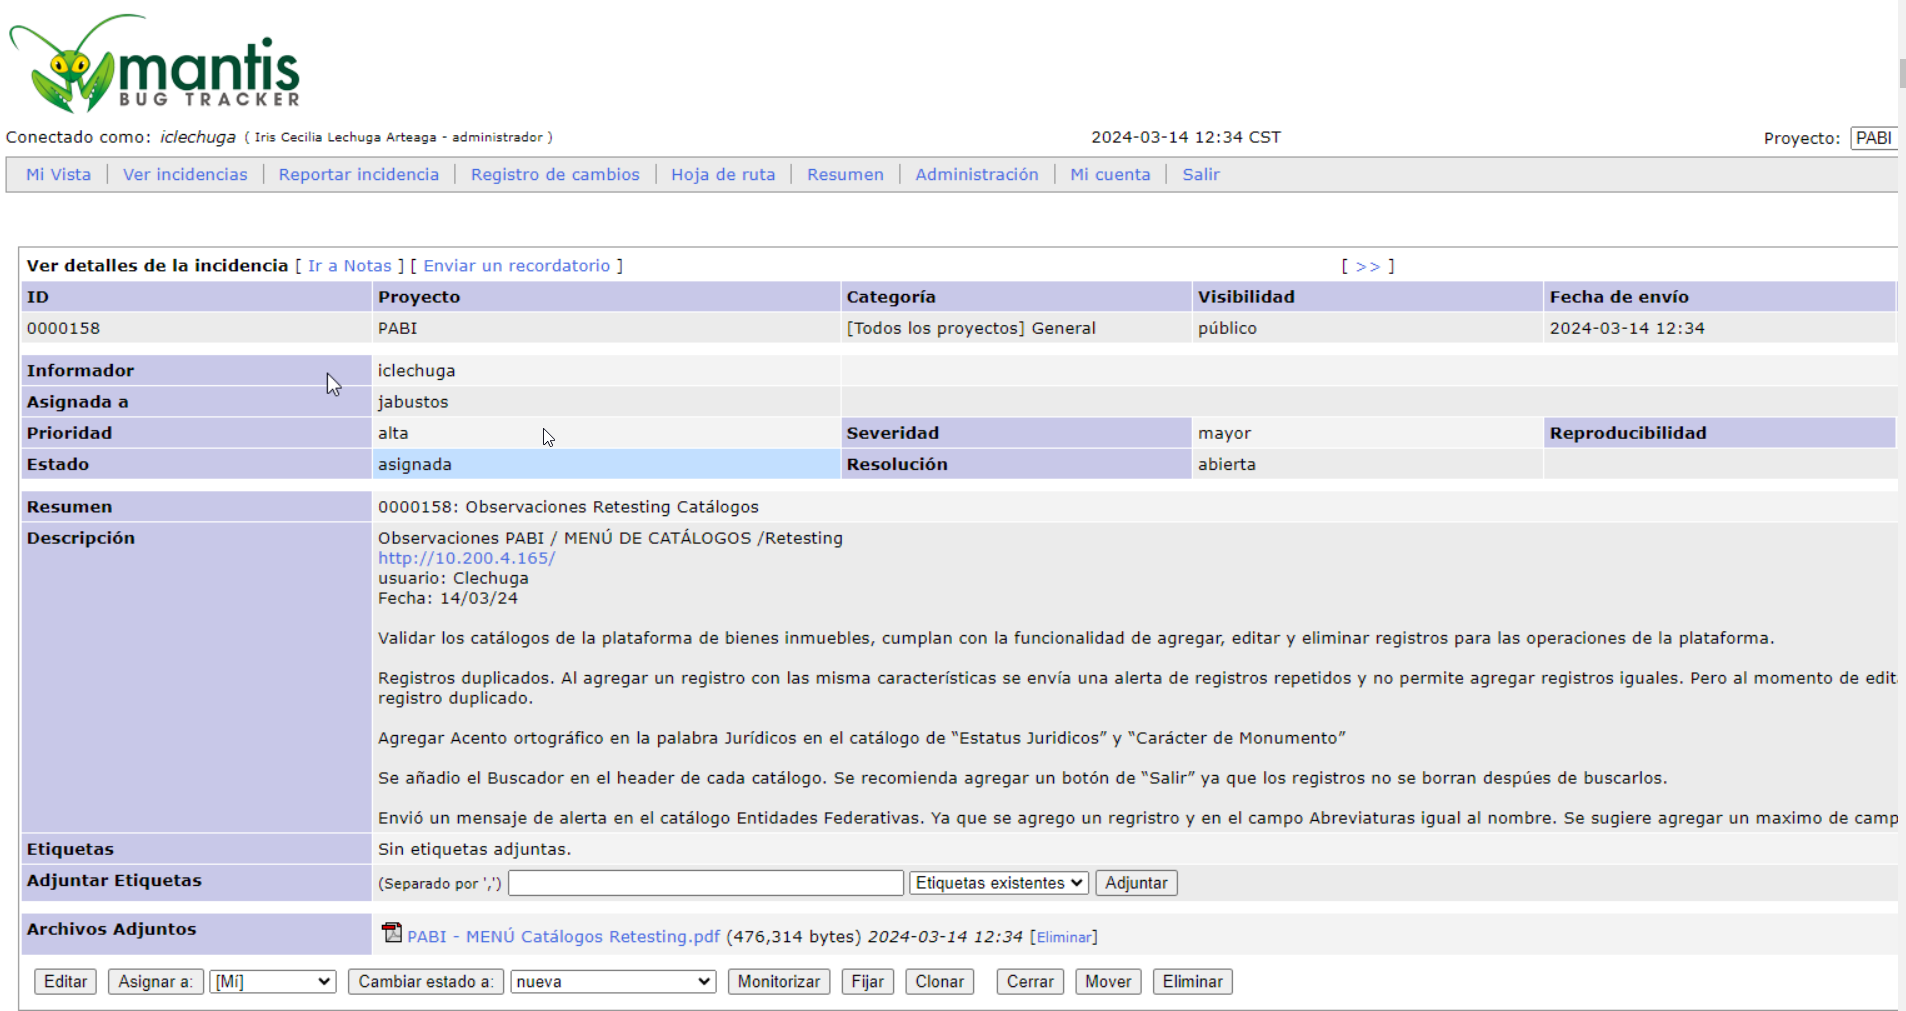 mantis
BUG TRACKER
Conectado como: iclechuga ( Iris Cecilia Lechuga Arteaga - administrador ) 2024-03-14 12:34 CST Proyecto: PABI
Mi Vista | Ver incidencias | Reportar incidencia | Registro de cambios | Hoja de ruta | Resumen | Administración | Mi cuenta | Salir
Ver detalles de la incidencia [ Ir a Notas ] [ Enviar un recordatorio ] [ >> ]
ID Proyecto Categoría Visibilidad Fecha de envío
0000158 PABI [Todos los proyectos] General público 2024-03-14 12:34
Informador iclechuga
Asignada a jabustos
Prioridad alta Severidad mayor Reproducibilidad
Estado asignada Resolución abierta
Resumen 0000158: Observaciones Retesting Catálogos
Descripción Observaciones PABI / MENÚ DE CATÁLOGOS /Retesting
http://10.200.4.165/
usuario: Clechuga
Fecha: 14/03/24
Validar los catálogos de la plataforma de bienes inmuebles, cumplan con la funcionalidad de agregar, editar y eliminar registros para las operaciones de la plataforma.
Registros duplicados. Al agregar un registro con las misma características se envía una alerta de registros repetidos y no permite agregar registros iguales. Pero al momento de edit
registro duplicado.
Agregar Acento ortográfico en la palabra Jurídicos en el catálogo de “Estatus Juridicos” y “Carácter de Monumento”
Se añadio el Buscador en el header de cada catálogo. Se recomienda agregar un botón de “Salir” ya que los registros no se borran despúes de buscarlos.
Envió un mensaje de alerta en el catálogo Entidades Federativas. Ya que se agrego un regristro y en el campo Abreviaturas igual al nombre. Se sugiere agregar un maximo de camp
Etiquetas Sin etiquetas adjuntas.
Adjuntar Etiquetas (Separado por ',') Etiquetas existentes Adjuntar
Archivos Adjuntos PABI - MENÚ Catálogos Retesting.pdf (476,314 bytes) 2024-03-14 12:34 [Eliminar]
Editar Asignar a: [Mí] Cambiar estado a: nueva Monitorizar Fijar Clonar Cerrar Mover Eliminar